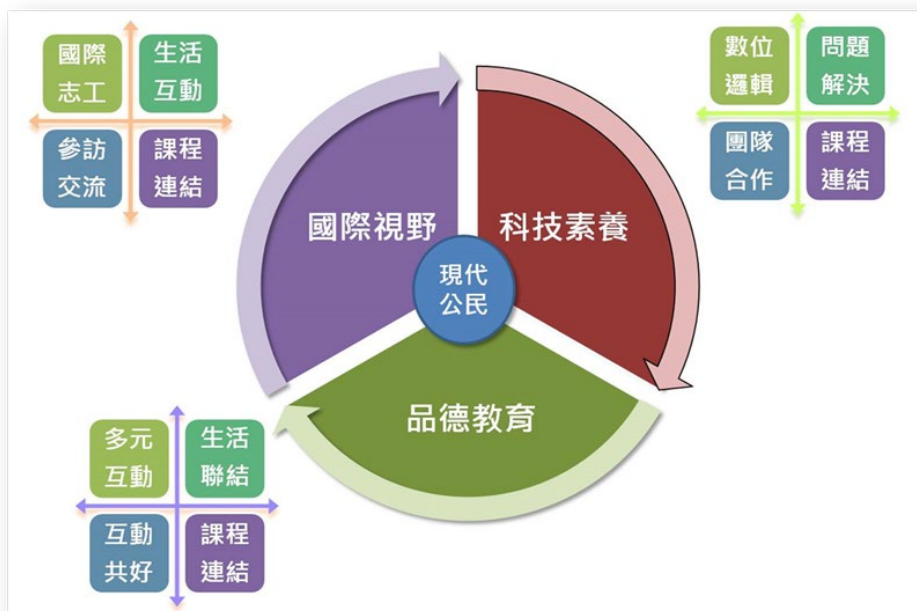 國際
志工
生活
互動
參訪
交流
課程
連結
數位
邏輯
問題
解決
團隊
合作
課程
連結
國際視野
科技素養
現代
公民
品德教育
多元
互動
生活
聯結
互動
共好
課程
連結